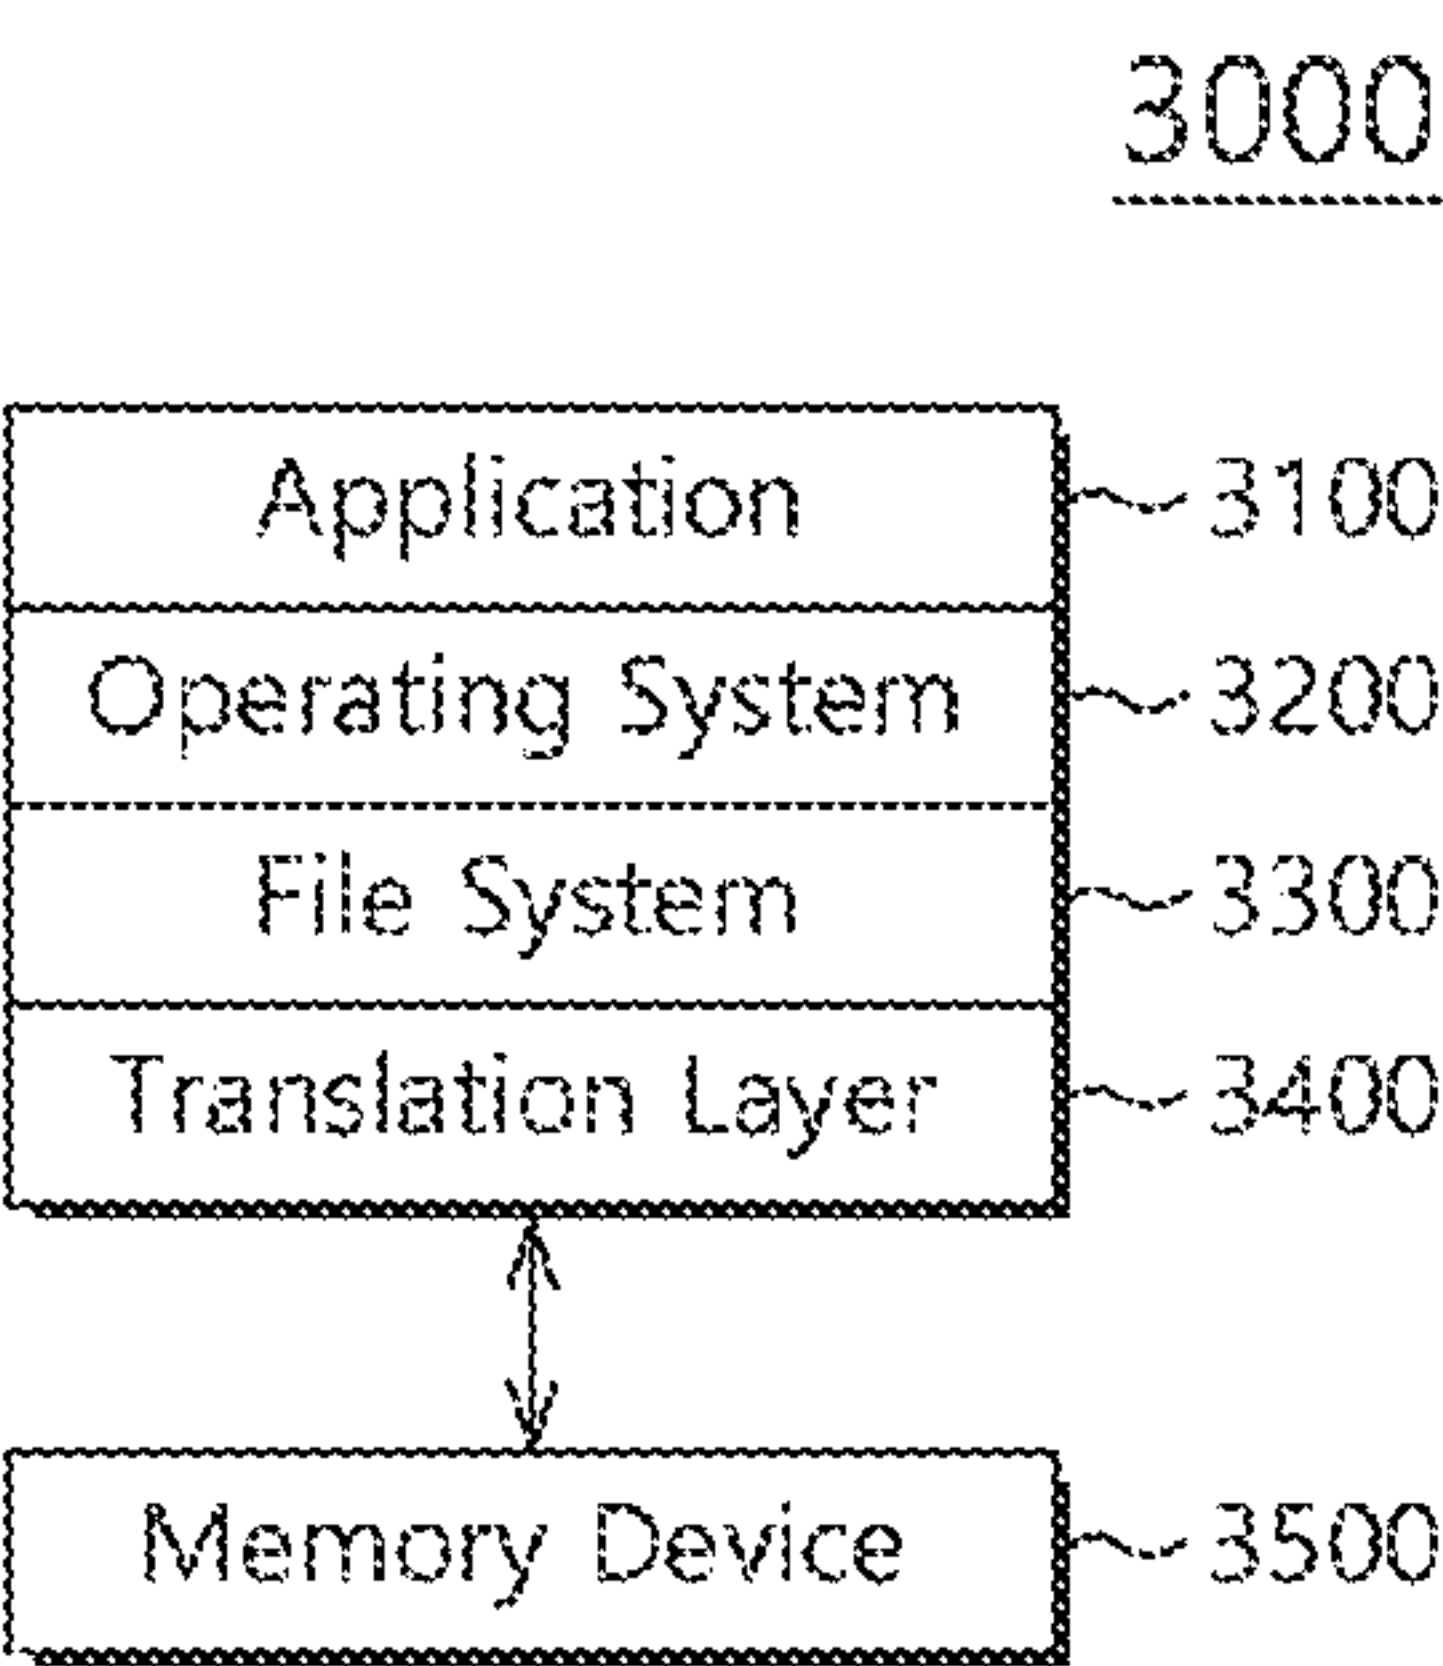 3000
Application 3100
Operating System 3200
File System 3300
Translation Layer 3400
Memory Device 3500